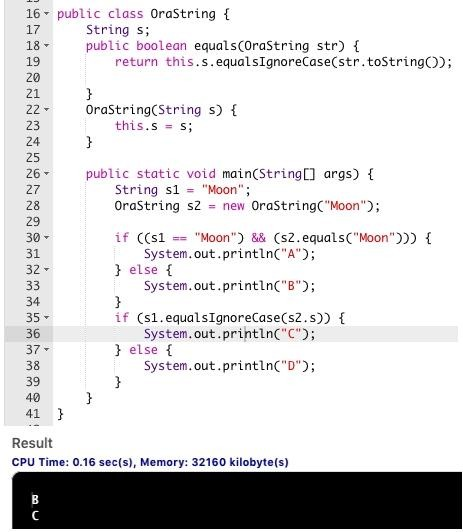 16 public class OraString {
17     String s;
18     public boolean equals(OraString str) {
19         return this.s.equalsIgnoreCase(str.toString());
20
21     }
22     OraString(String s) {
23         this.s = s;
24     }
25
26     public static void main(String[] args) {
27         String s1 = "Moon";
28         OraString s2 = new OraString("Moon");
29
30         if ((s1 == "Moon") && (s2.equals("Moon"))) {
31             System.out.println("A");
32         } else {
33             System.out.println("B");
34         }
35         if (s1.equalsIgnoreCase(s2.s)) {
36             System.out.println("C");
37         } else {
38             System.out.println("D");
39         }
40     }
41 }
Result
CPU Time: 0.16 sec(s), Memory: 32160 kilobyte(s)
B
C